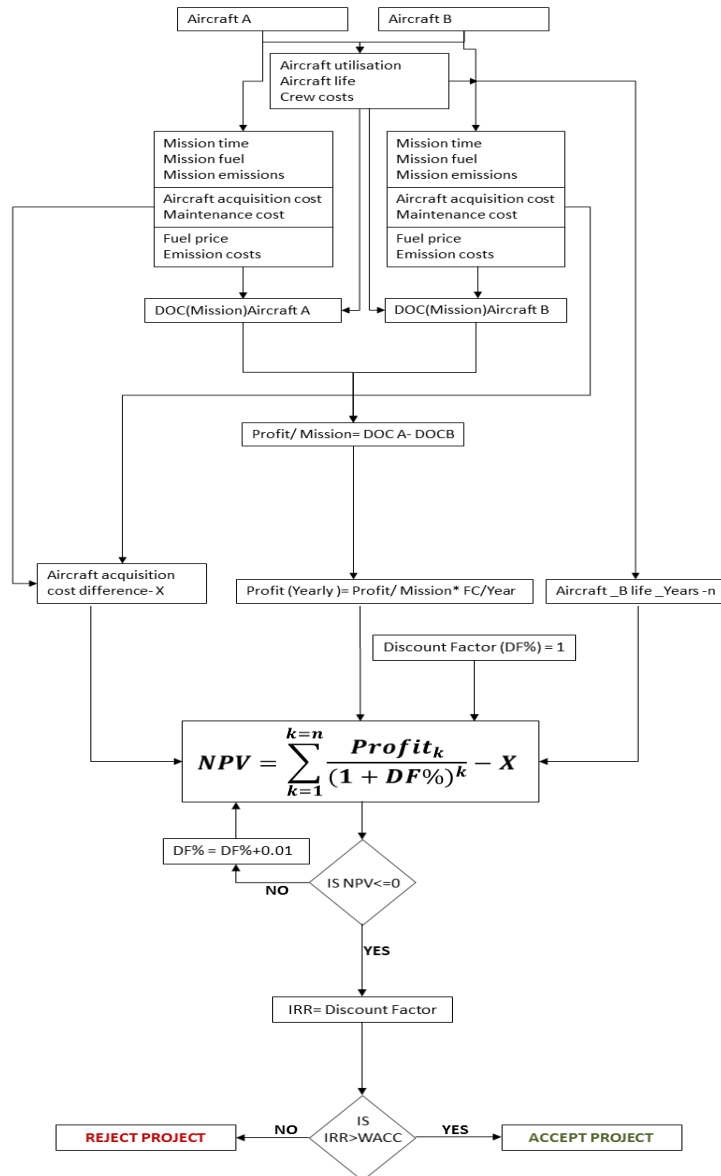 Aircraft A
Aircraft B
Aircraft utilisation
Aircraft life
Crew costs
Mission time
Mission fuel
Mission emissions
Aircraft acquisition cost
Maintenance cost
Fuel price
Emission costs
Mission time
Mission fuel
Mission emissions
Aircraft acquisition cost
Maintenance cost
Fuel price
Emission costs
DOC(Mission)Aircraft A
DOC(Mission)Aircraft B
Profit/ Mission= DOC A- DOCB
Aircraft acquisition
cost difference- X
Profit (Yearly )= Profit/ Mission* FC/Year
Aircraft _B life _Years -n
Discount Factor (DF%) = 1
NPV = ∑_{k=1}^{k=n} Profit_k / (1 + DF%)^k − X
DF% = DF%+0.01
IS NPV<=0
NO
YES
IRR= Discount Factor
IS
IRR>WACC
NO
YES
REJECT PROJECT
ACCEPT PROJECT